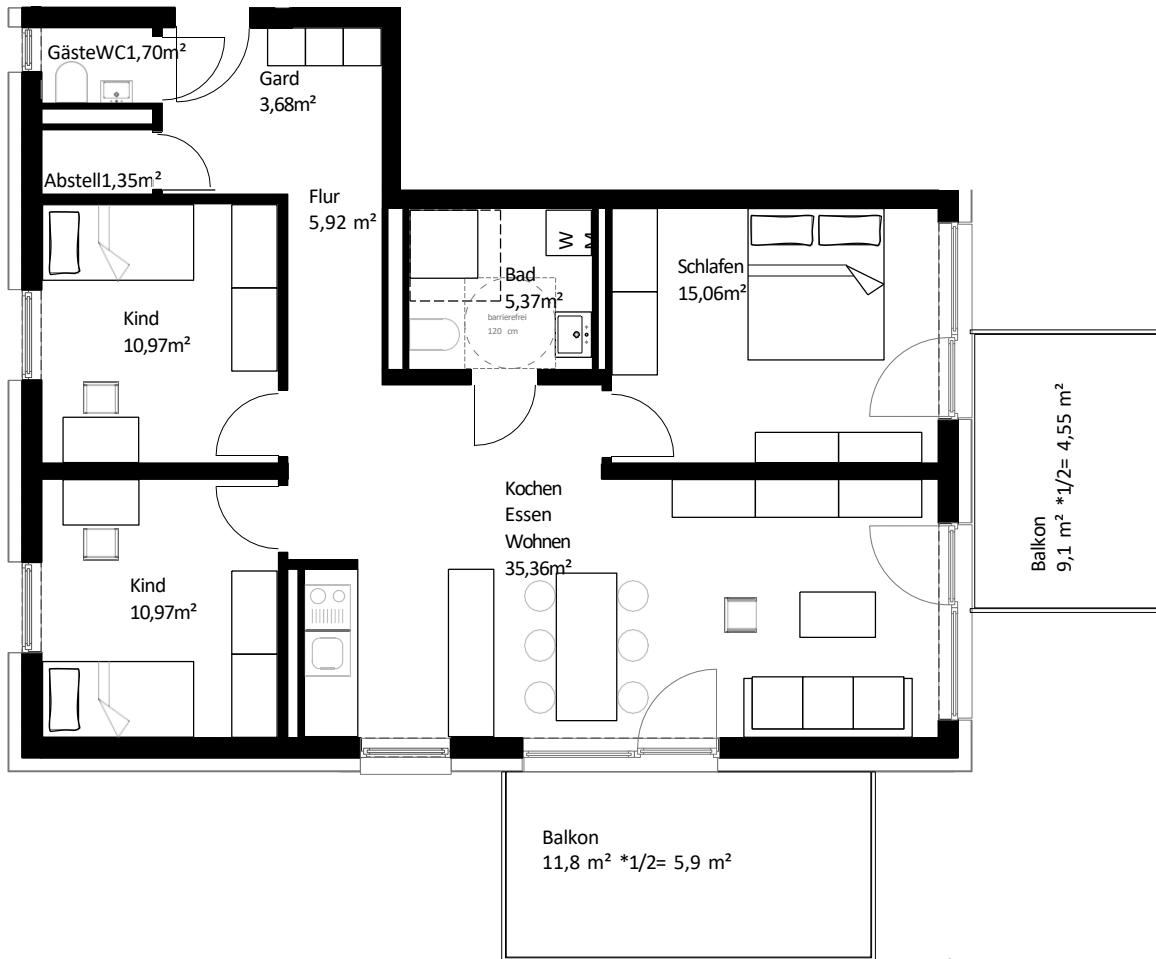 GästeWC1,70m²
Gard
3,68m²
Abstell1,35m²
Flur
5,92 m²
Kind
10,97m²
Bad
5,37m²
barrierefrei
120 cm
W
M
Schlafen
15,06m²
Balkon
9,1 m² *1/2= 4,55 m²
Kochen
Essen
Wohnen
35,36m²
Kind
10,97m²
Balkon
11,8 m² *1/2= 5,9 m²